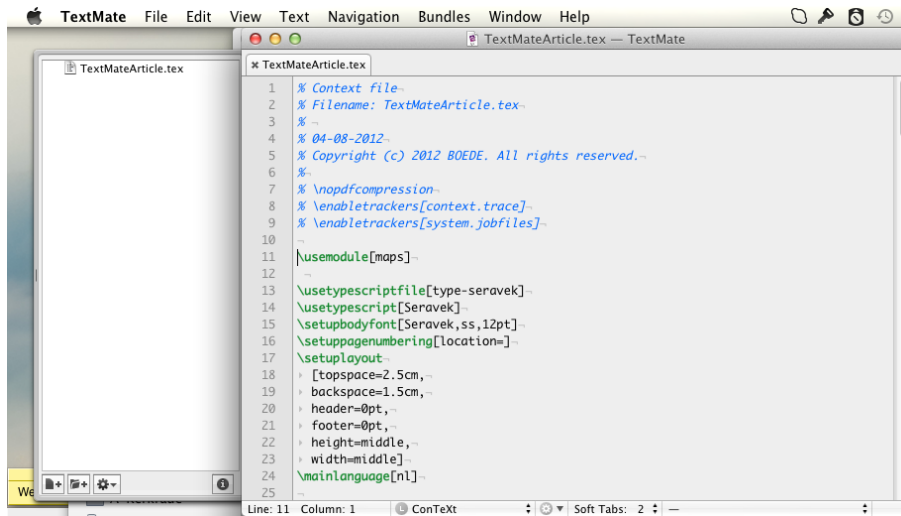 TextMate File Edit View Text Navigation Bundles Window Help
TextMateArticle.tex — TextMate
TextMateArticle.tex
TextMateArticle.tex
1 % Context file¬
2 % Filename: TextMateArticle.tex¬
3 % ¬
4 % 04-08-2012¬
5 % Copyright (c) 2012 BOEDE. All rights reserved.¬
6 %¬
7 % \nopdfcompression¬
8 % \enabletrackers[context.trace]¬
9 % \enabletrackers[system.jobfiles]¬
10 ¬
11 \usemodule[maps]¬
12 ¬
13 \usetypescriptfile[type-seravek]¬
14 \usetypescript[Seravek]¬
15 \setupbodyfont[Seravek,ss,12pt]¬
16 \setuppagenumbering[location=]¬
17 \setuplayout¬
18 ‣ [topspace=2.5cm,¬
19 ‣ backspace=1.5cm,¬
20 ‣ header=0pt,¬
21 ‣ footer=0pt,¬
22 ‣ height=middle,¬
23 ‣ width=middle]¬
24 \mainlanguage[nl]¬
25 ¬
We
Line: 11 Column: 1 L ConTeXt Soft Tabs: 2 —